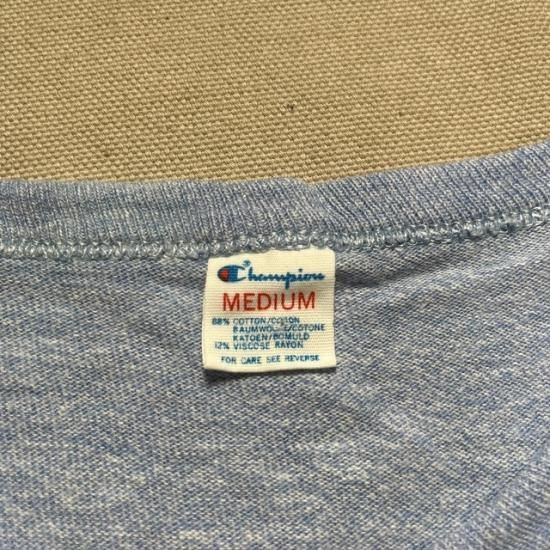 Champion
MEDIUM
88% COTTON/COTON
BAUMWOLLE/COTONE
KATOEN/BOMULD
12% VISCOSE RAYON
FOR CARE SEE REVERSE